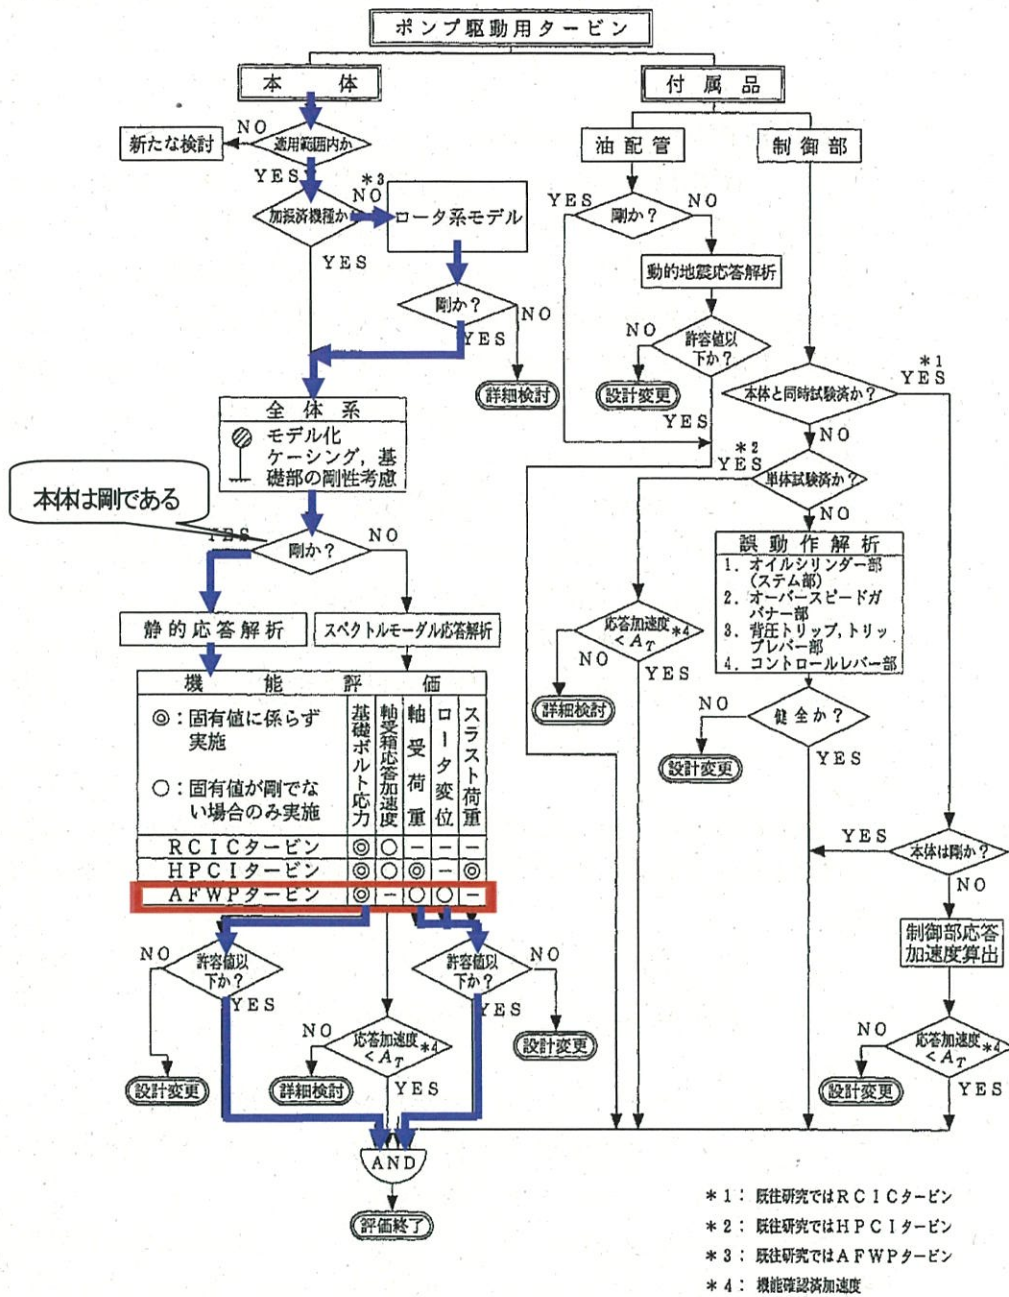 ポンプ駆動用タービン
本体
付属品
適用範囲内か
NO
新たな検討
YES
加振済機種か
*3
NO
ロータ系モデル
YES
剛か?
NO
YES
詳細検討
全体系
モデル化
ケーシング,基
礎部の剛性考慮
本体は剛である
剛か?
YES
NO
静的応答解析
スペクトルモーダル応答解析
機能評価
◎:固有値に係らず
実施
○:固有値が剛でな
い場合のみ実施
基礎ボルト応力
軸受箱応答加速度
軸受荷重
ロータ変位
スラスト荷重
RCICタービン ◎ ○ − − −
HPCIタービン ◎ ○ ◎ − ◎
AFWPタービン ◎ − ○ ○ −
許容値以
下か?
NO
YES
設計変更
応答加速度
<A_T *4
NO
YES
詳細検討
許容値以
下か?
NO
YES
設計変更
AND
評価終了
油配管
制御部
剛か?
YES
NO
動的地震応答解析
許容値以
下か?
NO
設計変更
YES
本体と同時試験済か?
*1
YES
NO
単体試験済か?
*2
YES
NO
応答加速度
<A_T *4
NO
YES
詳細検討
誤動作解析
1. オイルシリンダー部
(ステム部)
2. オーバースピードガ
バナー部
3. 背圧トリップ,トリッ
プレバー部
4. コントロールレバー部
健全か?
NO
YES
設計変更
本体は剛か?
YES
NO
制御部応答
加速度算出
応答加速度
<A_T *4
NO
YES
設計変更
*1: 既往研究ではRCICタービン
*2: 既往研究ではHPCIタービン
*3: 既往研究ではAFWPタービン
*4: 機能確認済加速度